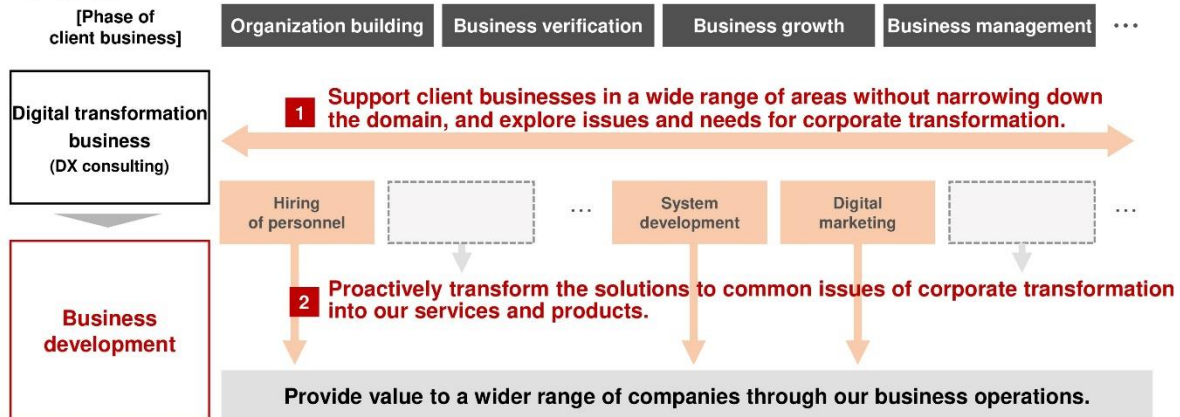 [Phase of
client business]
Organization building
Business verification
Business growth
Business management
...
Digital transformation
business
(DX consulting)
1
Support client businesses in a wide range of areas without narrowing down
the domain, and explore issues and needs for corporate transformation.
Hiring
of personnel
...
System
development
Digital
marketing
...
Business
development
2
Proactively transform the solutions to common issues of corporate transformation
into our services and products.
Provide value to a wider range of companies through our business operations.